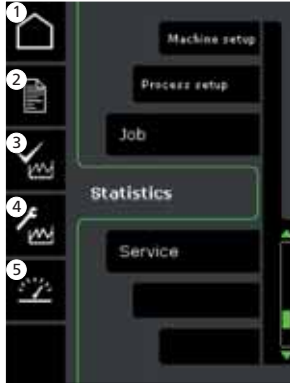 1
Machine setup
2
Process setup
3
Job
4
Statistics
Service
5